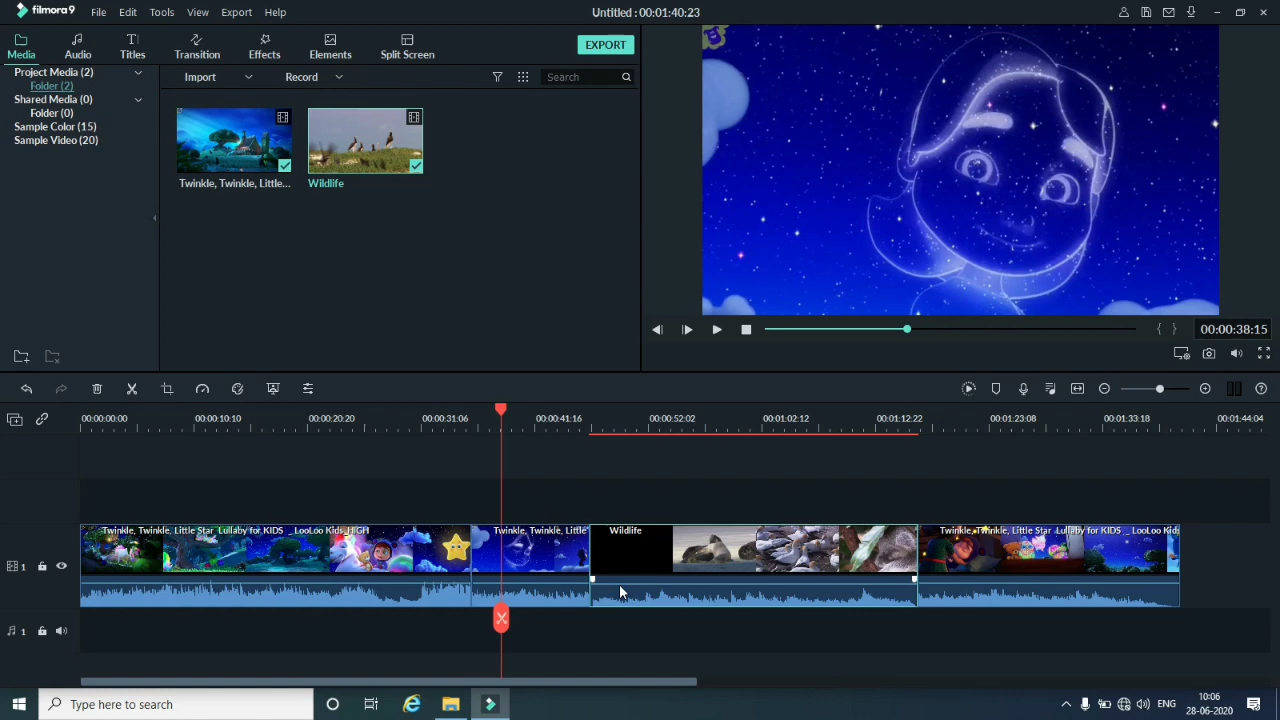 filmora9 File Edit Tools View Export Help Untitled : 00:01:40:23
Media Audio Titles Transition Effects Elements Split Screen EXPORT
Project Media (2)
Folder (2)
Shared Media (0)
Folder (0)
Sample Color (15)
Sample Video (20)
Import Record Search
Twinkle, Twinkle, Little... Wildlife
00:00:38:15
00:00:00:00 00:00:10:10 00:00:20:20 00:00:31:06 00:00:41:16 00:00:52:02 00:01:02:12 00:01:12:22 00:01:23:08 00:01:33:18 00:01:44:04
Twinkle, Twinkle, Little Star Lullaby for KIDS _ LooLoo Kids_HIGH Twinkle, Twinkle, Little Wildlife Twinkle, Twinkle, Little Star Lullaby for KIDS _ LooLoo Kid
1
1
Type here to search ENG 10:06
28-06-2020